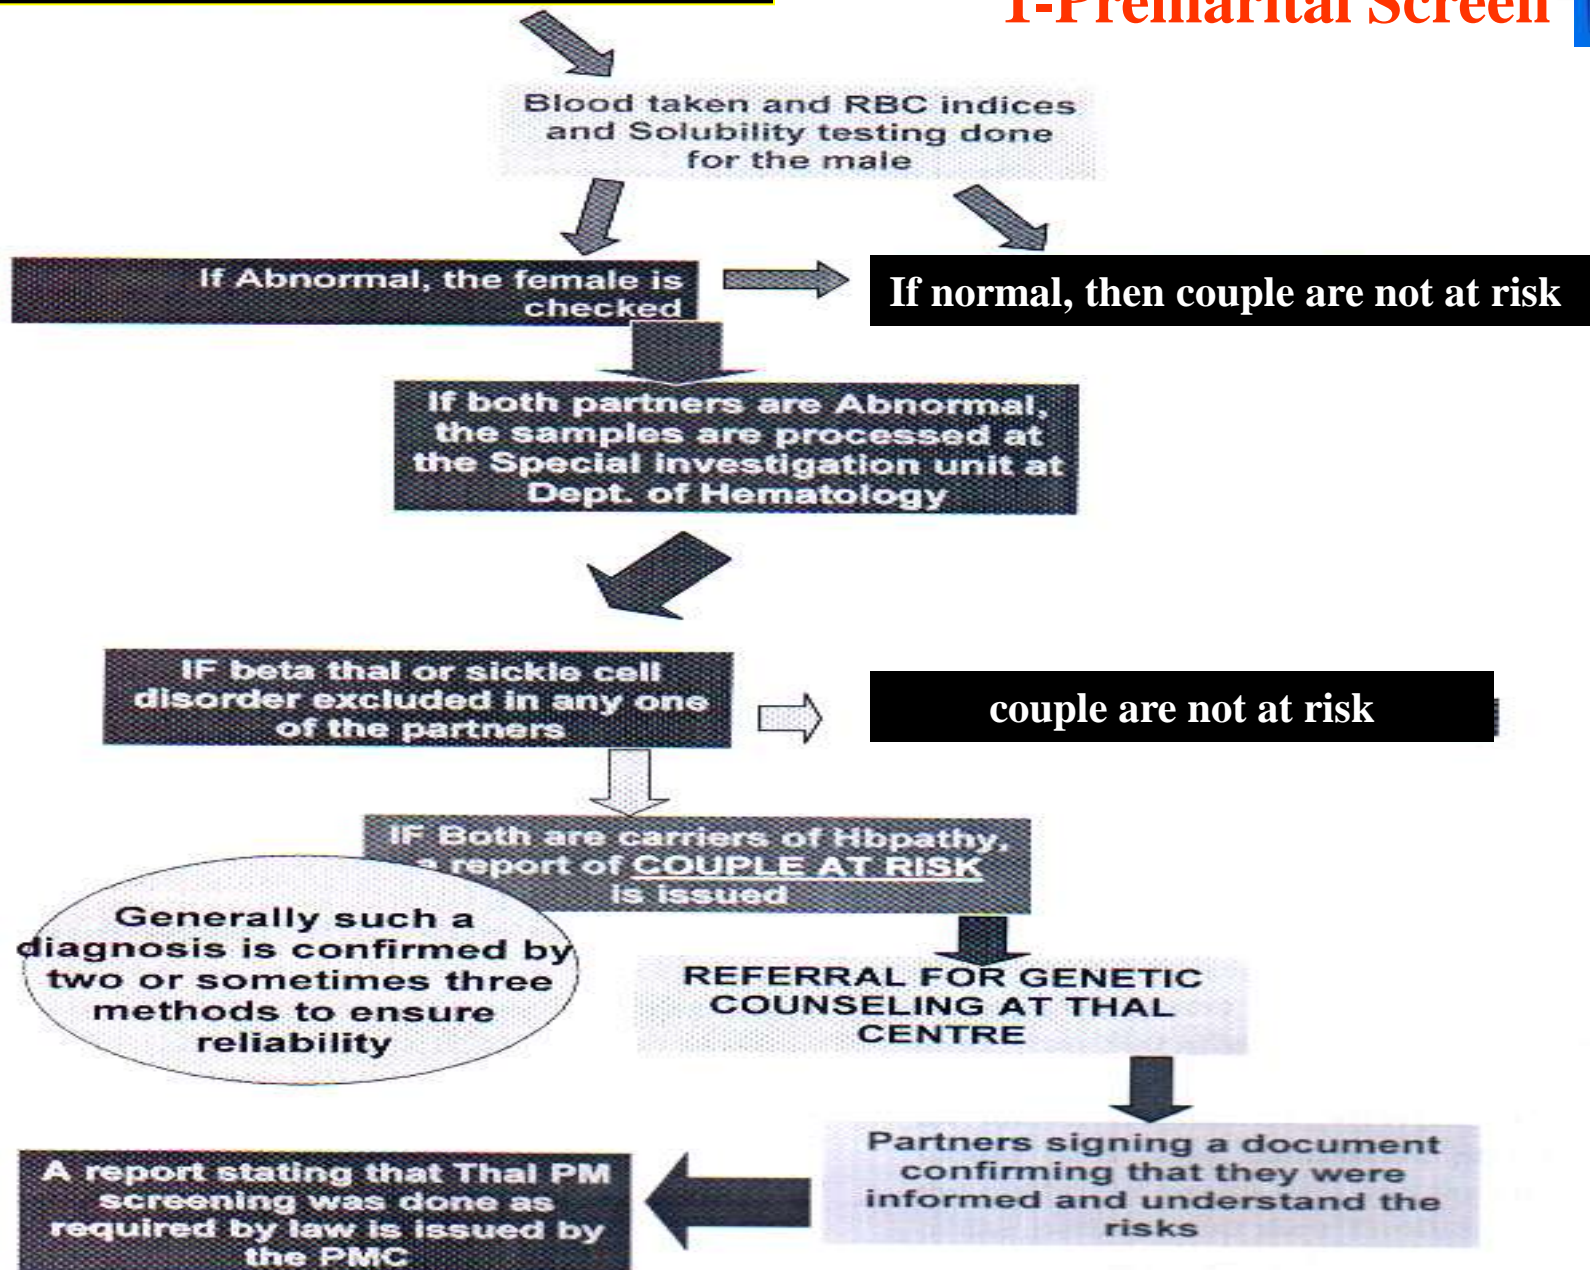 1-Premarital Screen
Blood taken and RBC indices
and Solubility testing done
for the male
If Abnormal, the female is
checked
If normal, then couple are not at risk
If both partners are Abnormal,
the samples are processed at
the Special investigation unit at
Dept. of Hematology
IF beta thal or sickle cell
disorder excluded in any one
of the partners
couple are not at risk
IF Both are carriers of Hbpathy,
a report of COUPLE AT RISK
is issued
Generally such a
diagnosis is confirmed by
two or sometimes three
methods to ensure
reliability
REFERRAL FOR GENETIC
COUNSELING AT THAL
CENTRE
Partners signing a document
confirming that they were
informed and understand the
risks
A report stating that Thal PM
screening was done as
required by law is issued by
the PMC